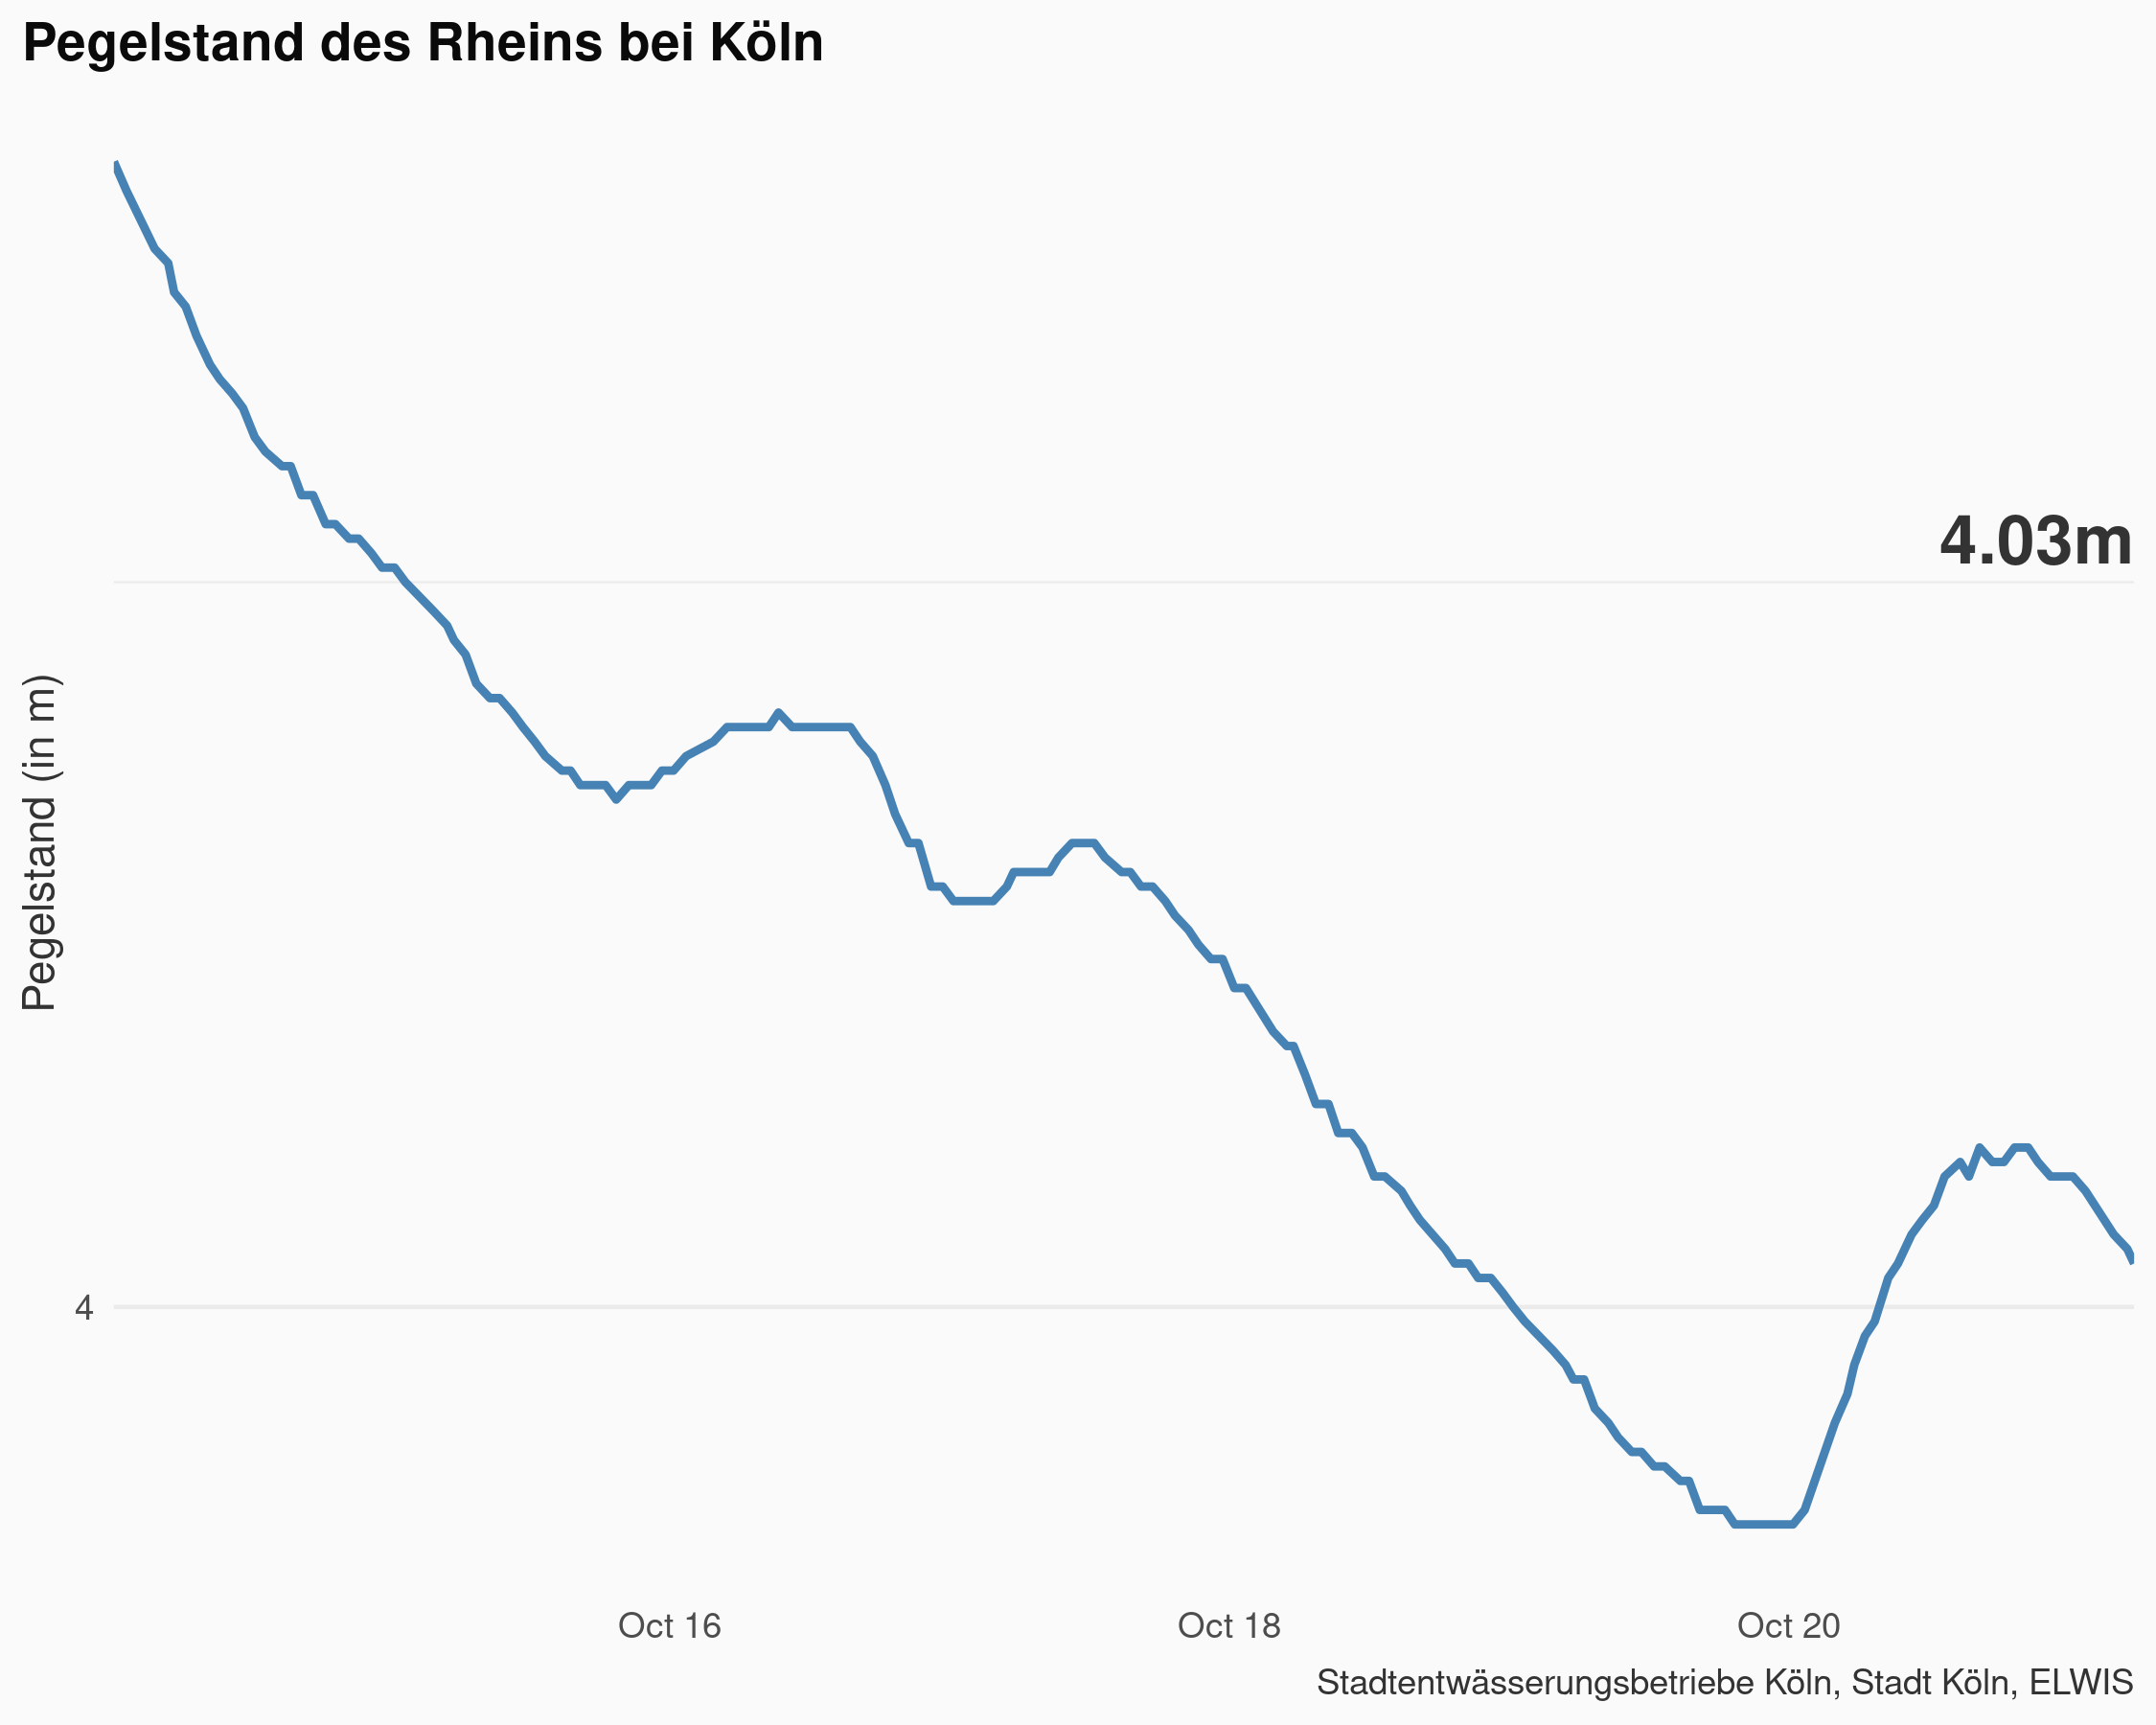 Pegelstand des Rheins bei Köln
4.03m
Pegelstand (in m)
4
Oct 16
Oct 18
Oct 20
Stadtentwässerungsbetriebe Köln, Stadt Köln, ELWIS